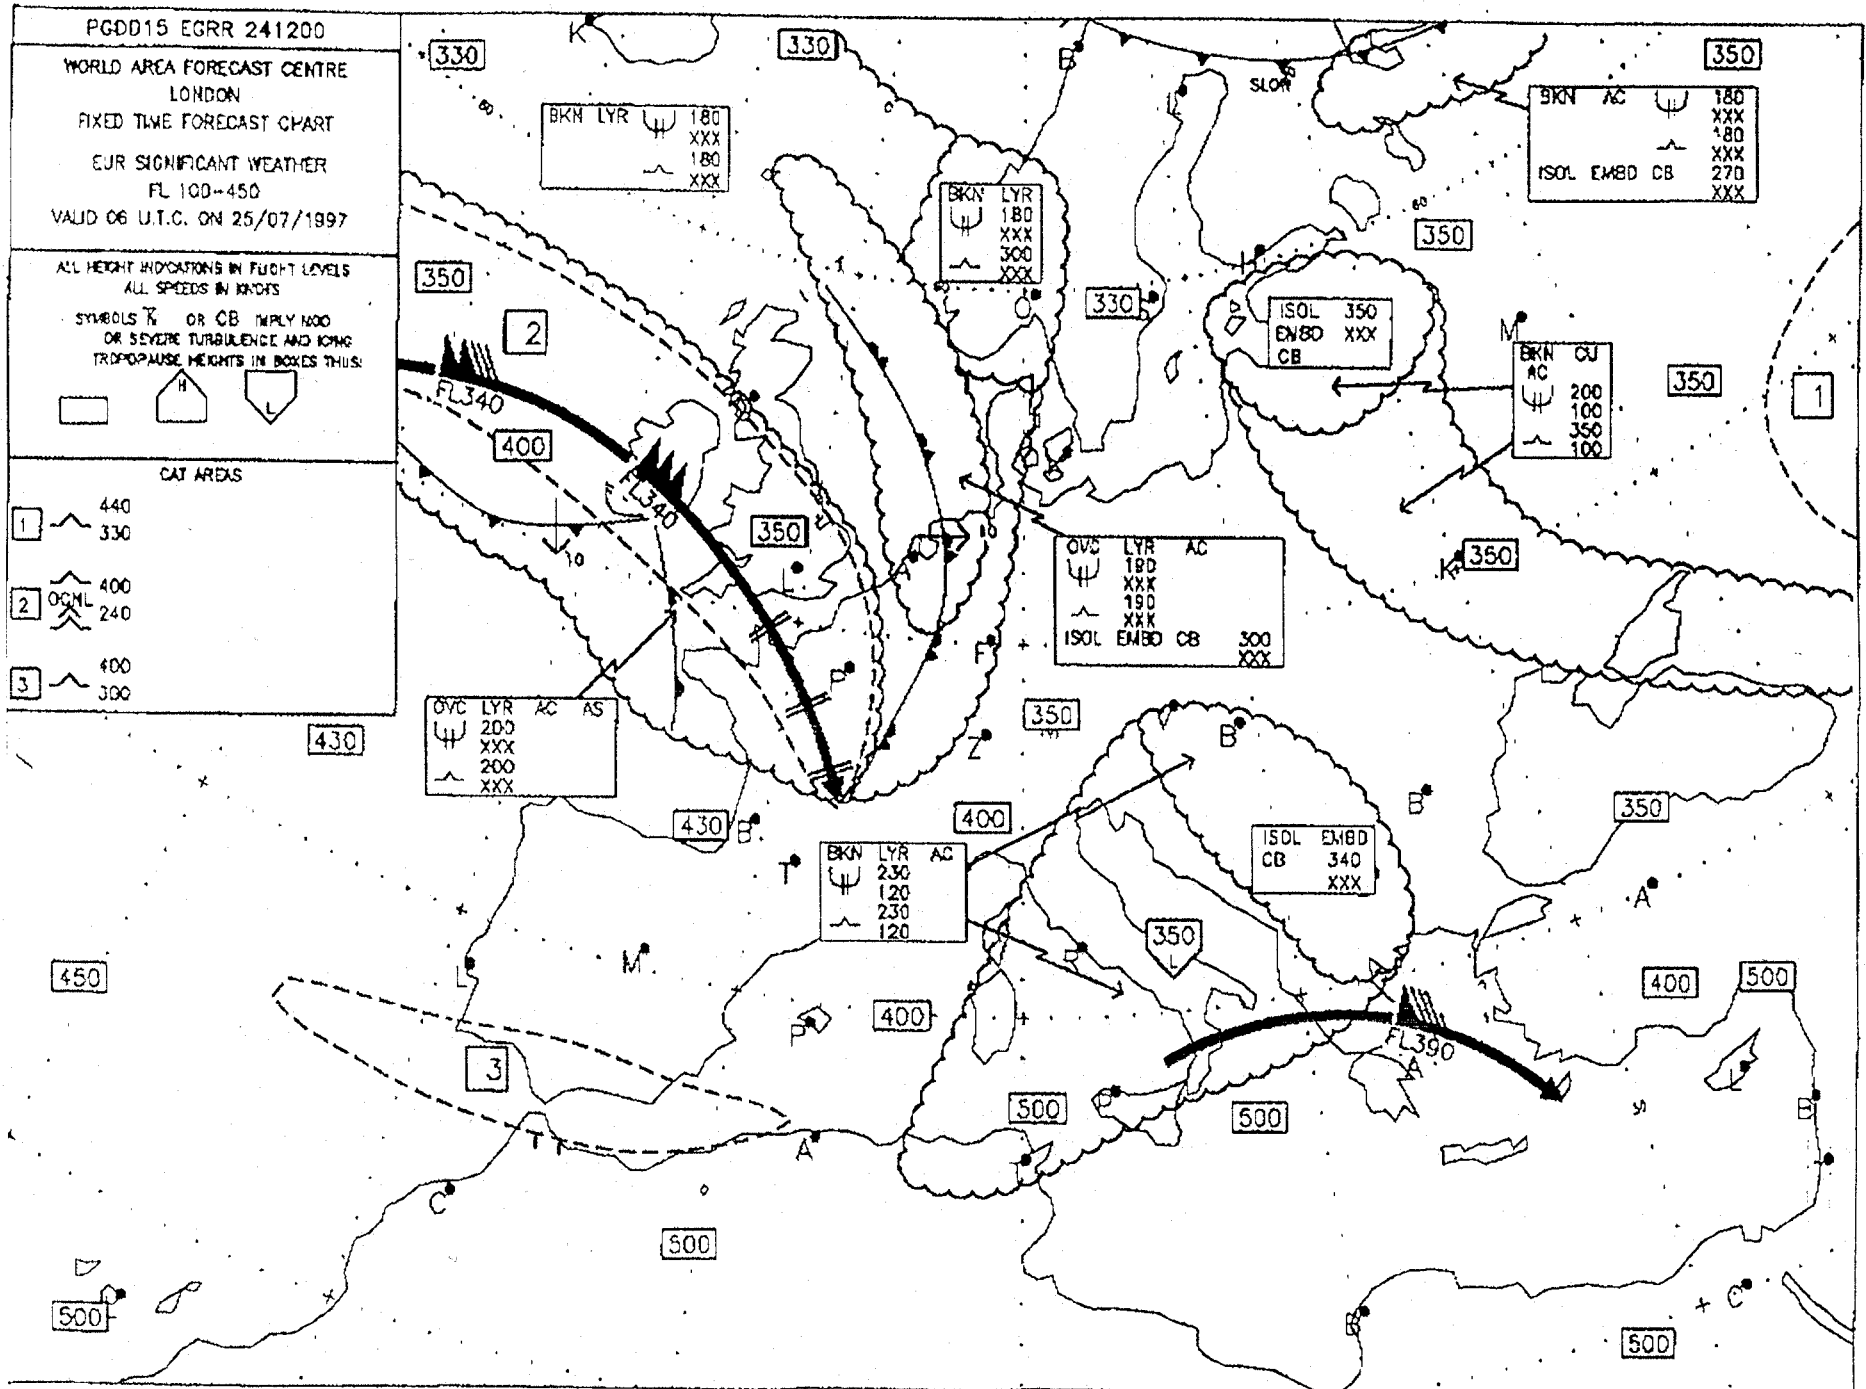 PGDD15 EGRR 241200
WORLD AREA FORECAST CENTRE
LONDON
FIXED TIME FORECAST CHART
EUR SIGNIFICANT WEATHER
FL 100-450
VALID 06 U.T.C. ON 25/07/1997
ALL HEIGHT INDICATIONS IN FLIGHT LEVELS
ALL SPEEDS IN KNOTS
SYMBOLS OR CB IMPLY MOD
OR SEVERE TURBULENCE AND ICING
TROPOPAUSE HEIGHTS IN BOXES THUS:
H
L
CAT AREAS
1 440
330
2 OCNL 400
240
3 400
300
K
330
330
B
SLOW
350
BKN LYR 180
XXX
180
XXX
BKN AC 180
XXX
180
XXX
ISOL EMBD CB 270
XXX
L
60
60
BKN LYR
180
XXX
300
XXX
350
350
2
H
O
330
S
ISOL 350
EMBD XXX
CB
M
BKN CU
AC
200
100
350
100
350
1
FL340
400
FL340
10
350
L
A
10
OVC LYR AC
190
XXX
190
XXX
ISOL EMBD CB 300
XXX
K
350
P
F
430
OVC LYR AC AS
200
XXX
200
XXX
350
Z
V
B
430
B
400
B
350
T
BKN LYR AC
230
120
230
120
ISOL EMBD
CB 340
XXX
A
450
L
M
R
350
L
400
500
P
400
FL390
A
3
500
500
L
B
A
T
C
500
500
C
B
500